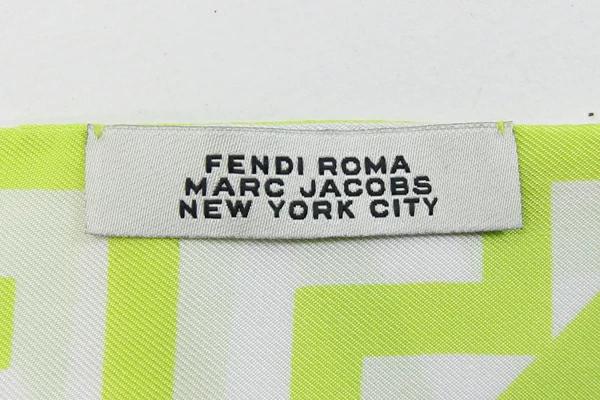 FENDI ROMA
MARC JACOBS
NEW YORK CITY